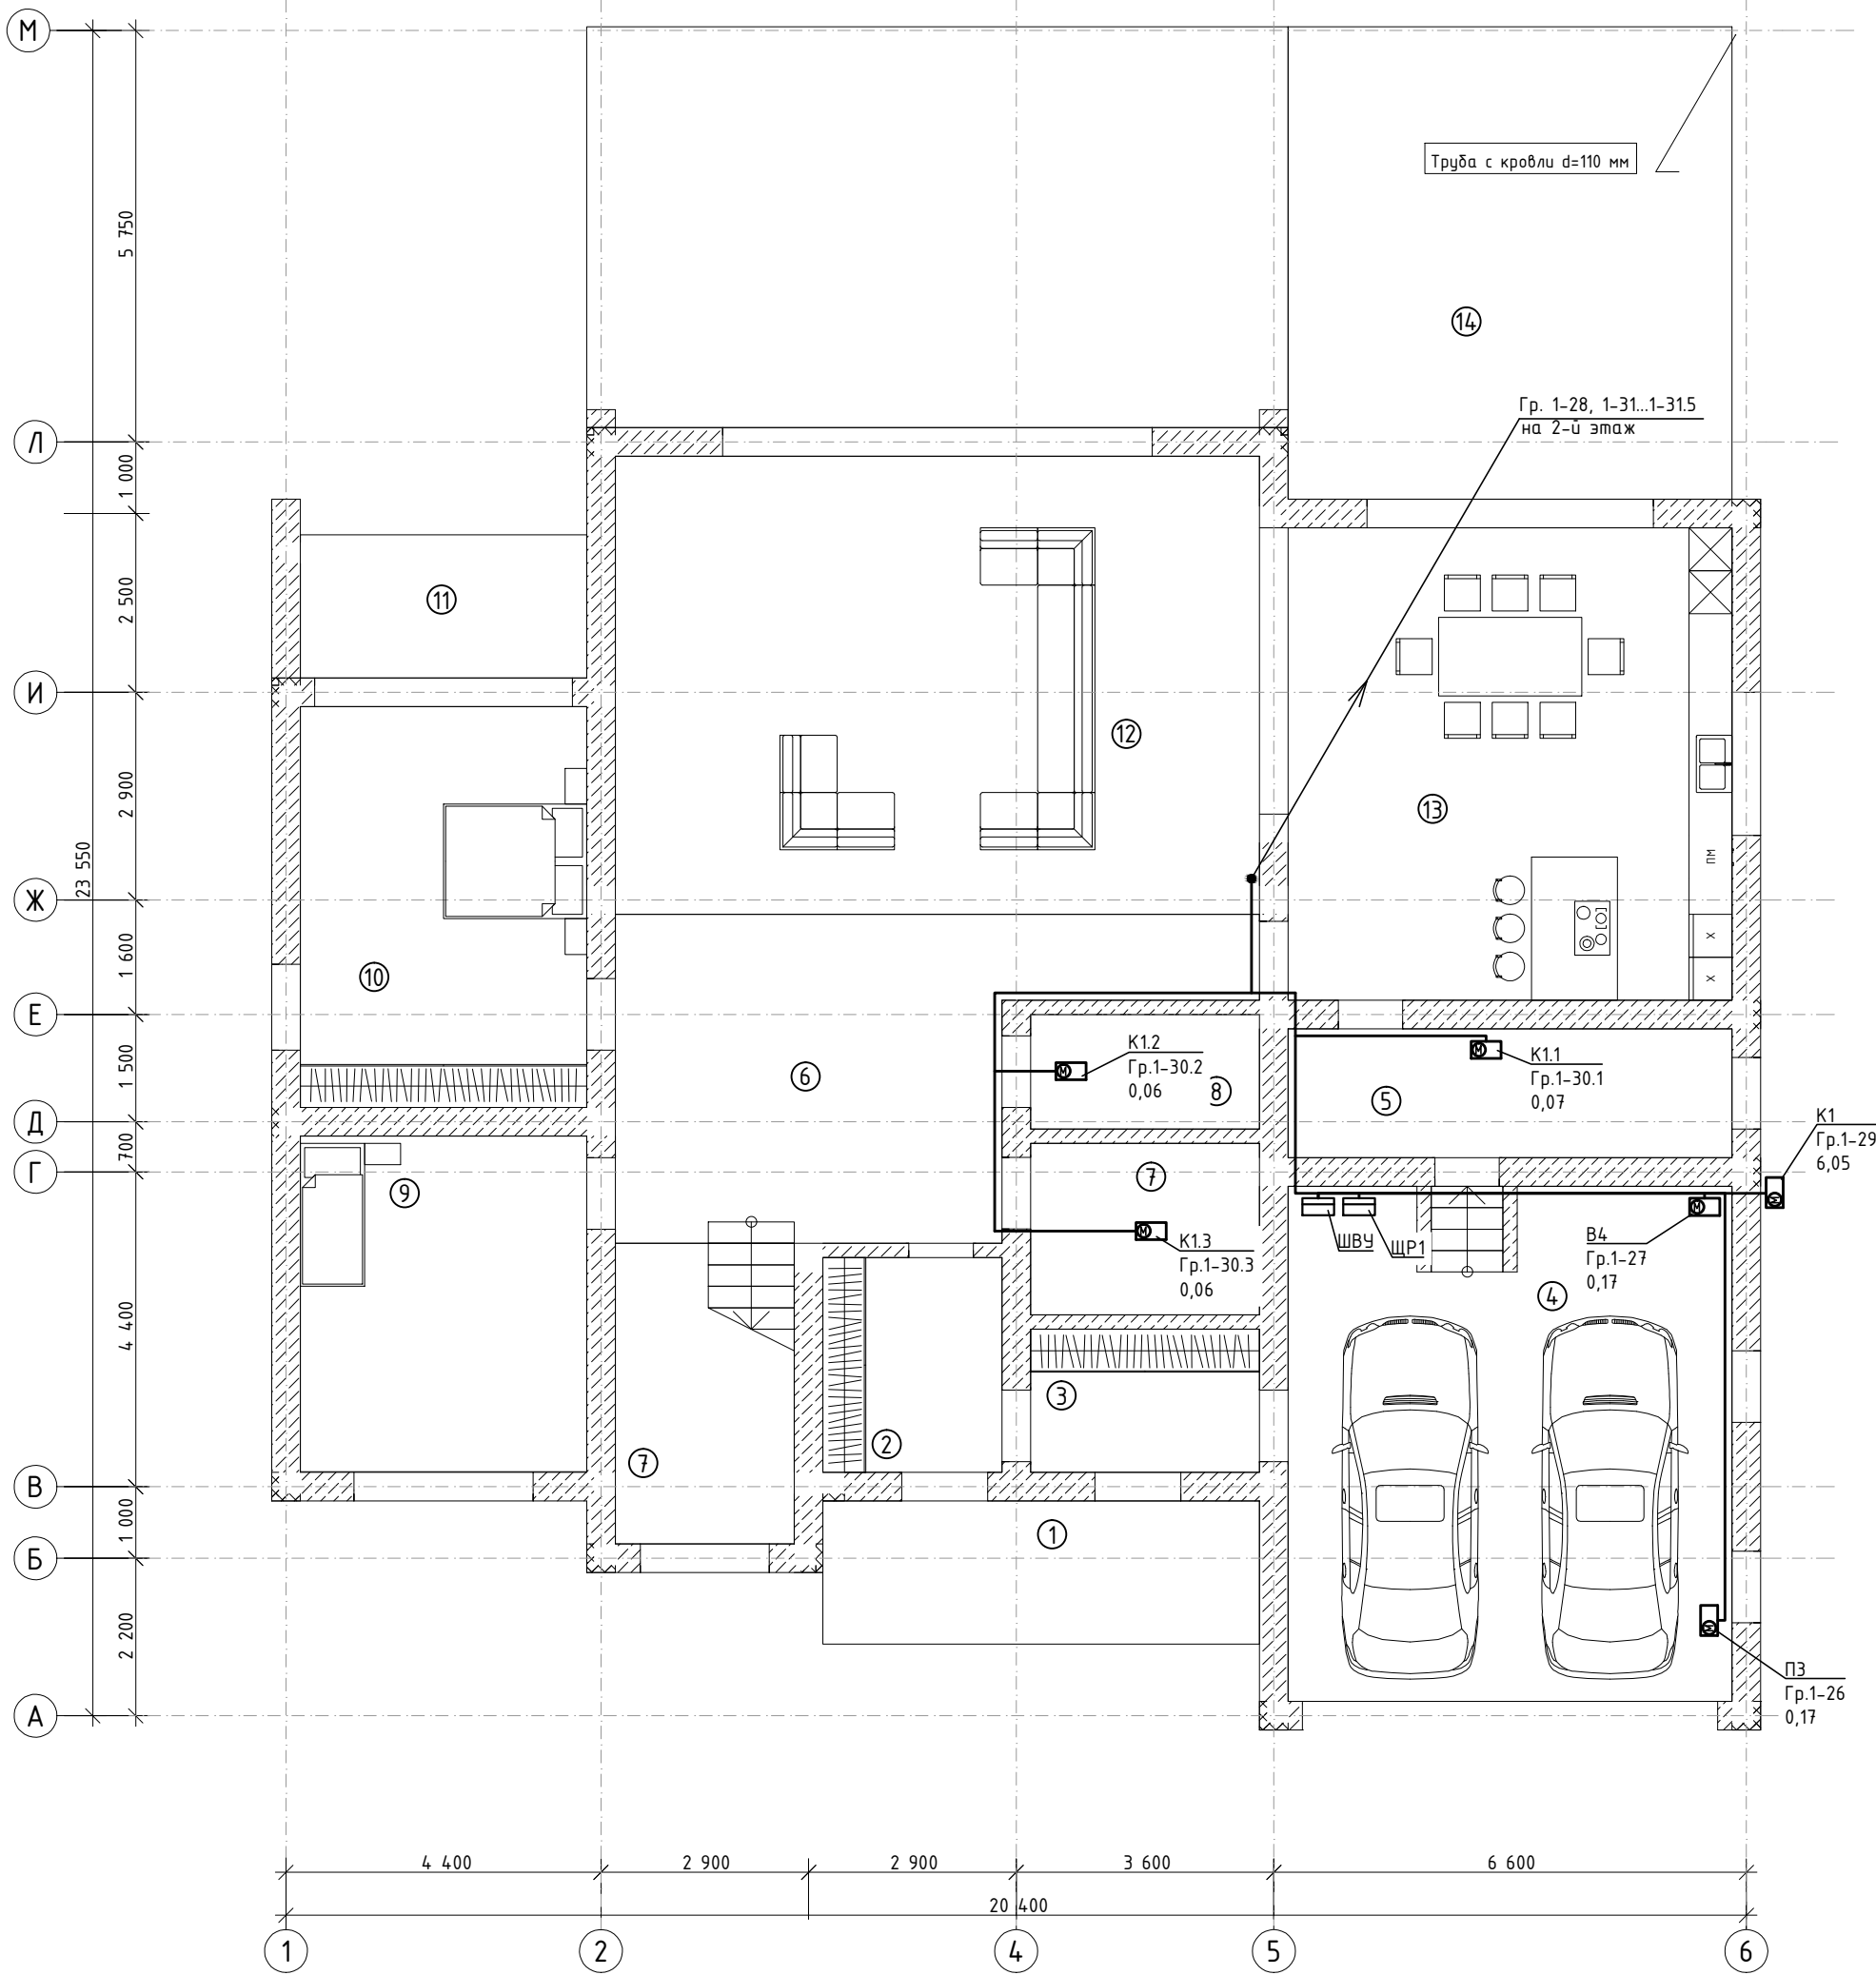 М
5 750
Труба с кровли d=110 мм
14
Гр. 1-28, 1-31...1-31.5
на 2-й этаж
Л
1 000
2 500
11
И
12
2 900
23 550
13
ПМ
Ж
Х
1 600
10
Х
Е
1 500
К1.2
Гр.1-30.2
0,06
8
К1.1
Гр.1-30.1
0,07
6
5
Д
700
К1
Гр.1-29
6,05
Г
9
7
К1.3
Гр.1-30.3
0,06
ШВУ
ЩР1
В4
Гр.1-27
0,17
4
4 400
3
2
7
В
1 000
1
Б
2 200
П3
Гр.1-26
0,17
А
4 400
2 900
2 900
3 600
6 600
20 400
1
2
4
5
6
М
М
М
М
М
М